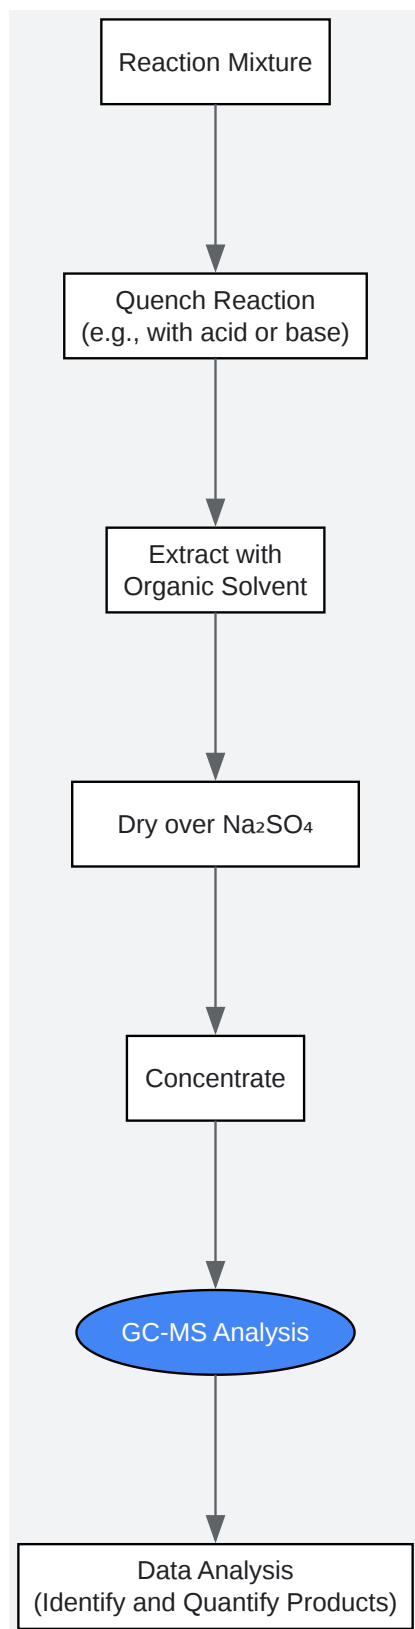 Reaction Mixture
Quench Reaction
(e.g., with acid or base)
Extract with
Organic Solvent
Dry over Na₂SO₄
Concentrate
GC-MS Analysis
Data Analysis
(Identify and Quantify Products)